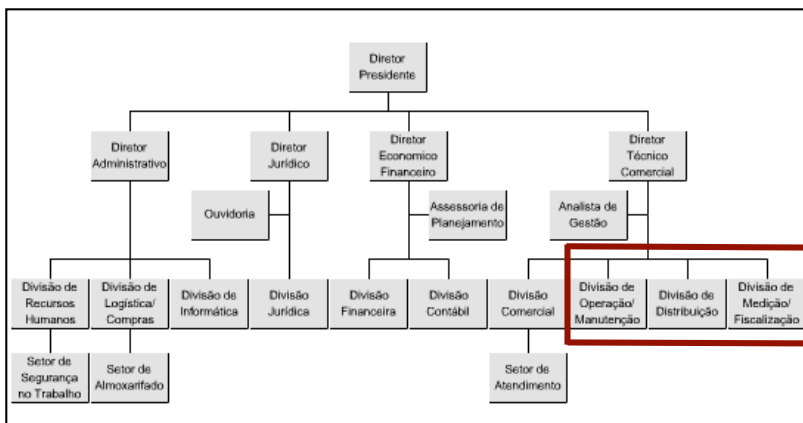 Diretor
Presidente
Diretor
Administrativo
Diretor
Jurídico
Diretor
Economico
Financeiro
Diretor
Técnico
Comercial
Ouvidoria
Assessoria de
Planejamento
Analista de
Gestão
Divisão de
Recursos
Humanos
Divisão de
Logística/
Compras
Divisão de
Informática
Divisão
Jurídica
Divisão
Financeira
Divisão
Contábil
Divisão
Comercial
Divisão de
Operação/
Manutenção
Divisão de
Distribuição
Divisão de
Medição/
Fiscalização
Setor de
Segurança
no Trabalho
Setor de
Almoxarifado
Setor de
Atendimento